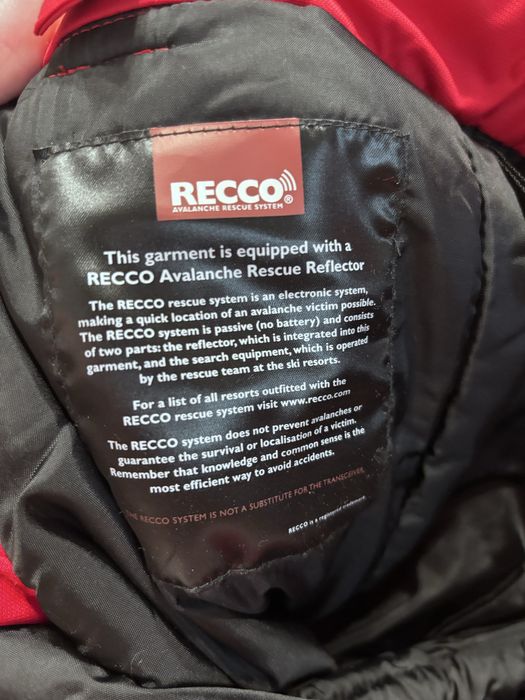 RECCO®
AVALANCHE RESCUE SYSTEM
This garment is equipped with a
RECCO Avalanche Rescue Reflector
The RECCO rescue system is an electronic system,
making a quick location of an avalanche victim possible.
The RECCO system is passive (no battery) and consists
of two parts: the reflector, which is integrated into this
garment, and the search equipment, which is operated
by the rescue team at the ski resorts.
For a list of all resorts outfitted with the
RECCO rescue system visit www.recco.com
The RECCO system does not prevent avalanches or
guarantee the survival or localisation of a victim.
Remember that knowledge and common sense is the
most efficient way to avoid accidents.
THE RECCO SYSTEM IS NOT A SUBSTITUTE FOR THE TRANSCEIVER.
RECCO is a registered trademark.